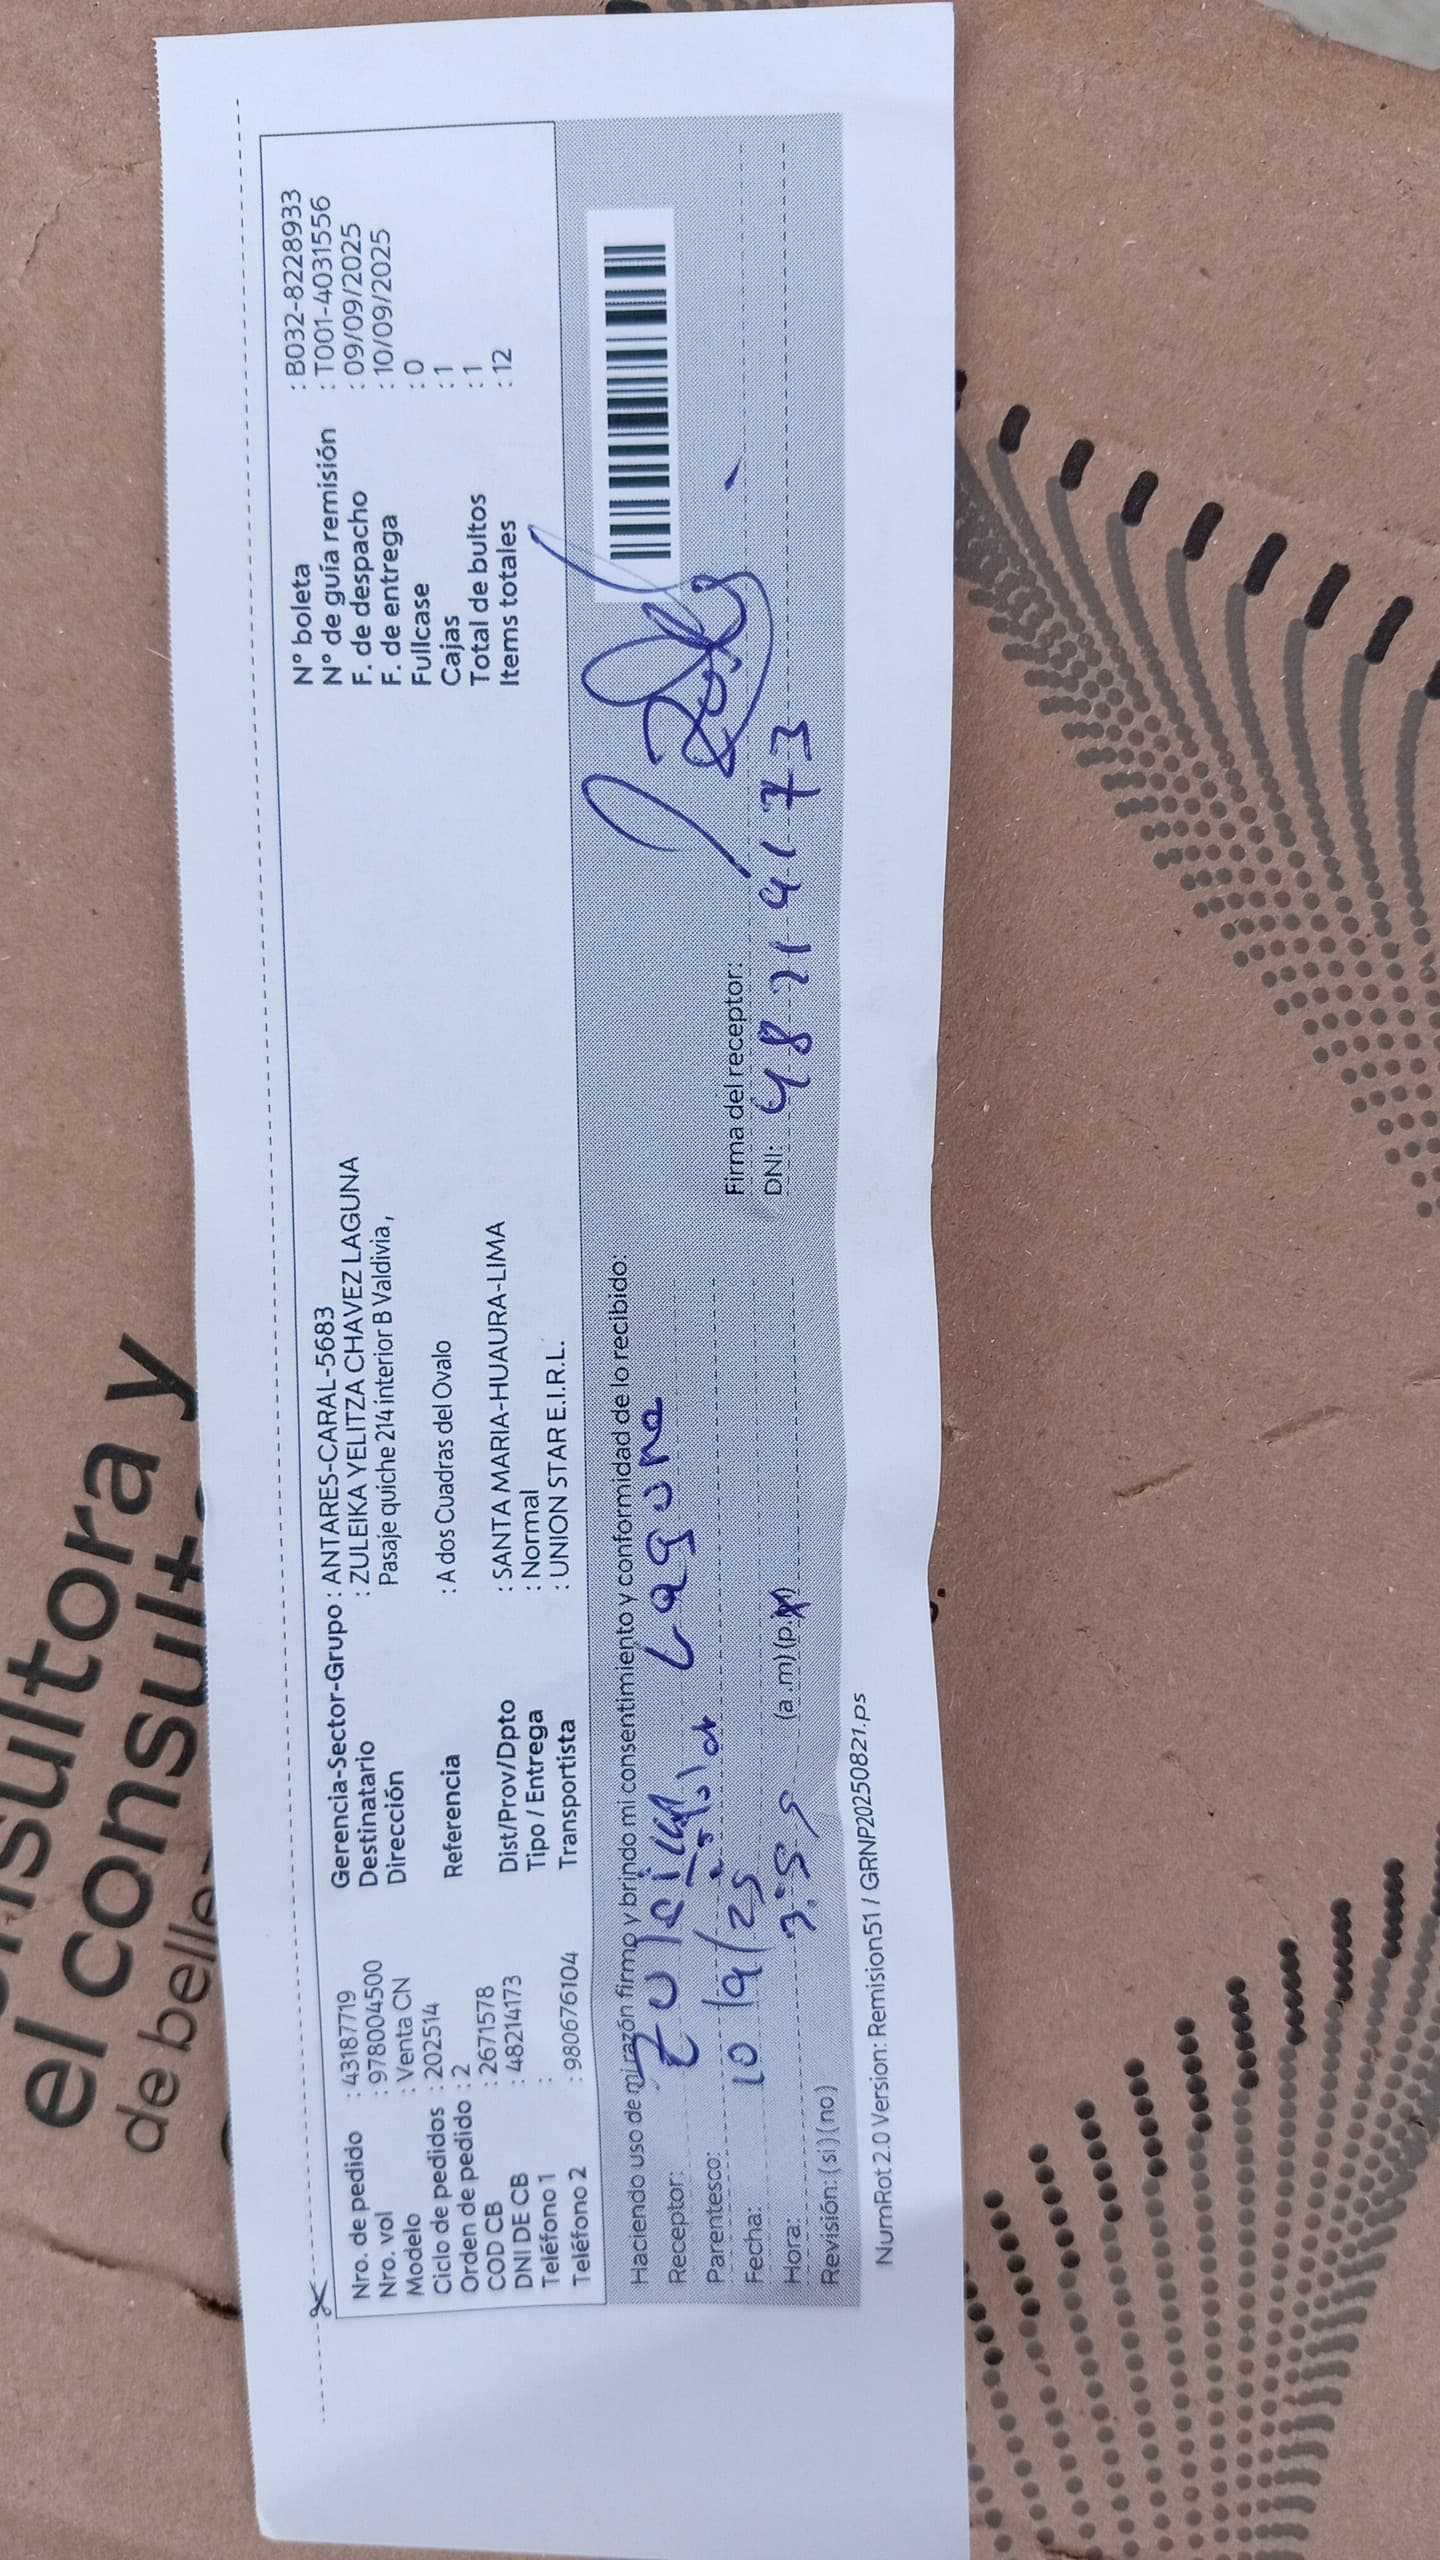 sultora y
el consult
de belle
Nro. de pedido : 43187719
Nro. vol : 978004500
Modelo : Venta CN
Ciclo de pedidos : 202514
Orden de pedido : 2
COD CB : 2671578
DNI DE CB : 48214173
Teléfono 1 :
Teléfono 2 : 980676104
Gerencia-Sector-Grupo : ANTARES-CARAL-5683
Destinatario : ZULEIKA YELITZA CHAVEZ LAGUNA
Dirección Pasaje quiche 214 interior B Valdivia ,
Referencia : A dos Cuadras del Ovalo
Dist/Prov/Dpto : SANTA MARIA-HUAURA-LIMA
Tipo / Entrega : Normal
Transportista : UNION STAR E.I.R.L.
N° boleta : B032-8228933
N° de guía remisión : T001-4031556
F. de despacho : 09/09/2025
F. de entrega : 10/09/2025
Fullcase : 0
Cajas : 1
Total de bultos : 1
Items totales : 12
Haciendo uso de mi razón firmo y brindo mi consentimiento y conformidad de lo recibido:
Receptor: Zuleika Laguna
Parentesco:
Fecha: 10/9/25
Hora: 3:55 (a.m)(p.m)
Revisión: (si) (no)
Firma del receptor:
DNI: 48214173
NumRot 2.0 Version: Remision51 / GRNP20250821.ps